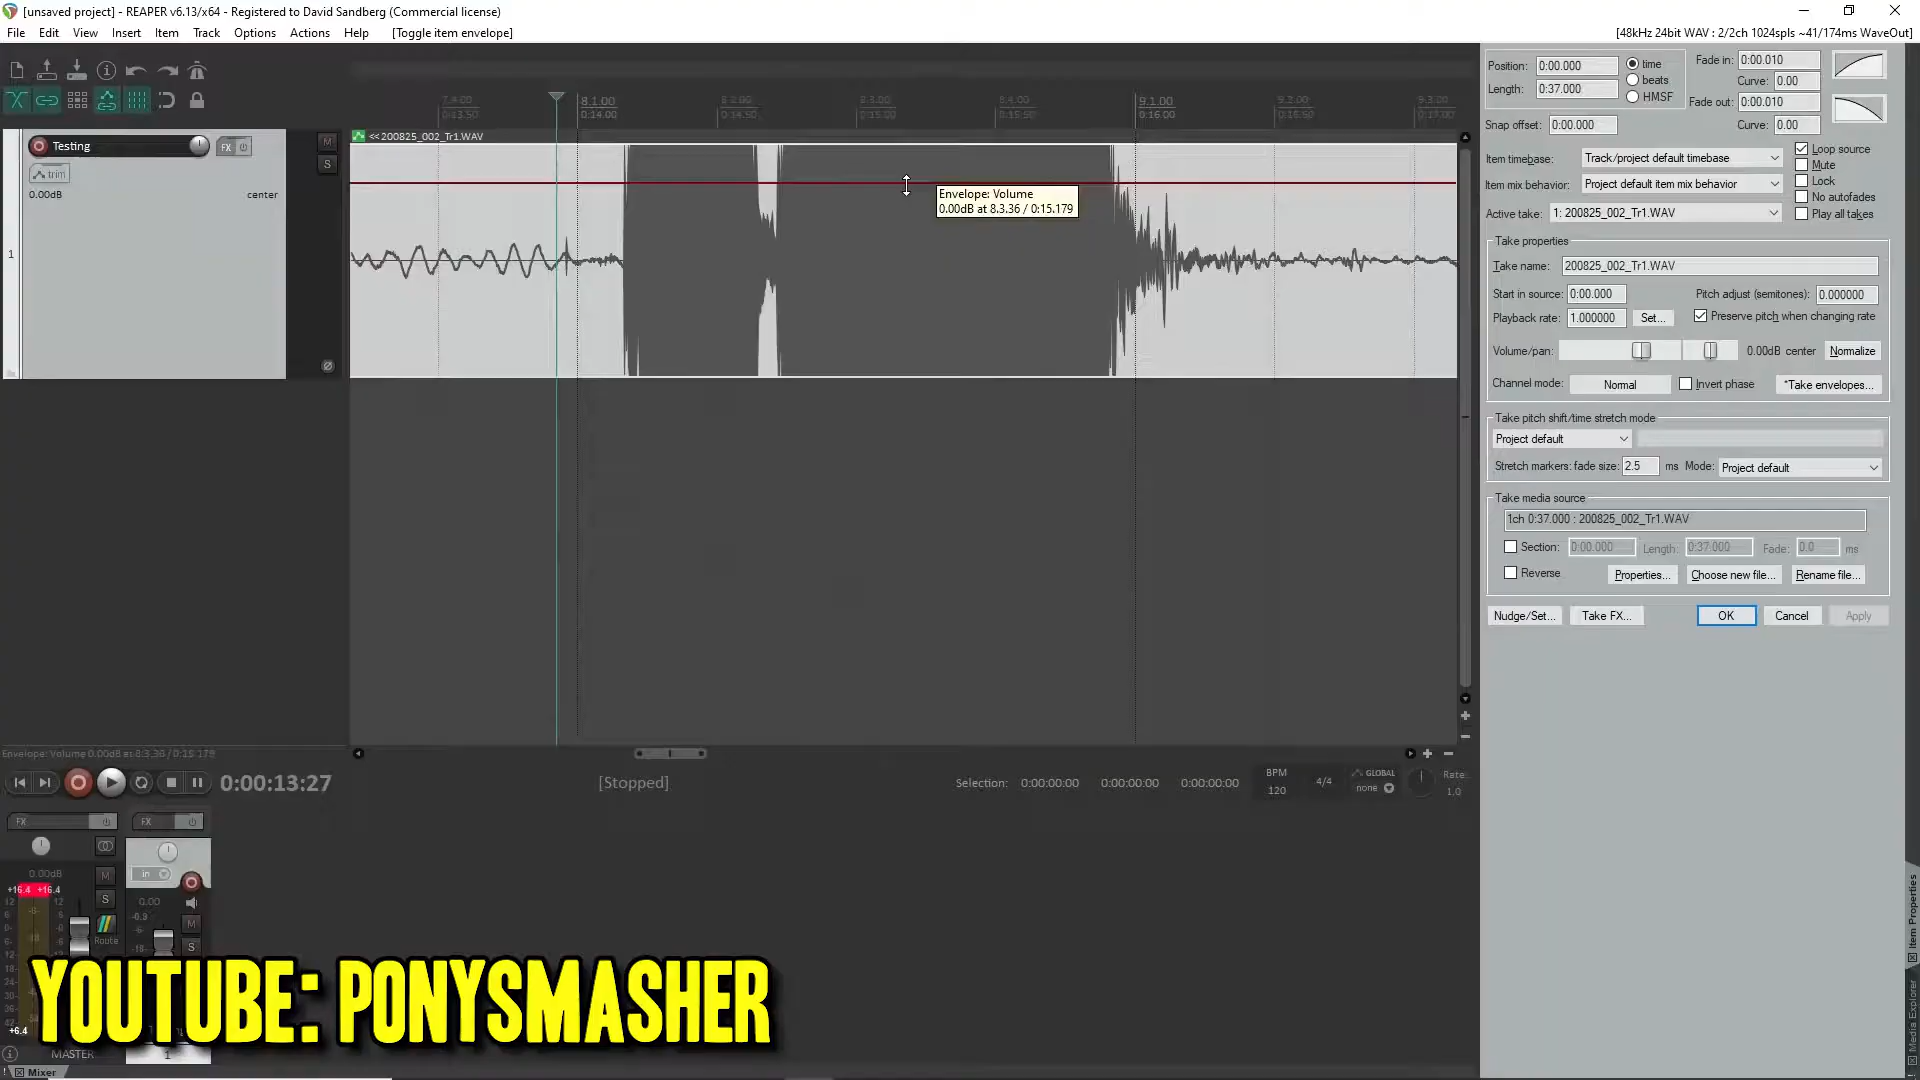 [unsaved project] - REAPER v6.13/x64 - Registered to David Sandberg (Commercial license)
File Edit View Insert Item Track Options Actions Help [Toggle item envelope]
[48kHz 24bit WAV : 2/2ch 1024spls ~41/174ms WaveOut]
7.4.00 8.1.00 8.2.00 8.3.00 8.4.00 9.1.00 9.2.00 9.3.00
0:13.50 0:14.00 0:14.50 0:15.00 0:15.50 0:16.00 0:16.50 0:17.00
<<200825_002_Tr1.WAV
Testing
FX
M
S
trim
0.00dB center
1
Envelope: Volume
0.00dB at 8.3.36 / 0:15.179
Position: 0:00.000
time
Length: 0:37.000
beats
HMSF
Snap offset: 0:00.000
Fade in: 0:00.010
Curve: 0.00
Fade out: 0:00.010
Curve: 0.00
Item timebase: Track/project default timebase
Item mix behavior: Project default item mix behavior
Active take: 1: 200825_002_Tr1.WAV
Loop source
Mute
Lock
No autofades
Play all takes
Take properties
Take name: 200825_002_Tr1.WAV
Start in source: 0:00.000 Pitch adjust (semitones): 0.000000
Playback rate: 1.000000 Set... Preserve pitch when changing rate
Volume/pan: 0.00dB center Normalize
Channel mode: Normal Invert phase *Take envelopes...
Take pitch shift/time stretch mode
Project default
Stretch markers: fade size: 2.5 ms Mode: Project default
Take media source
1ch 0:37.000 : 200825_002_Tr1.WAV
Section: 0:00.000 Length: 0:37.000 Fade: 0.0 ms
Reverse Properties... Choose new file... Rename file...
Nudge/Set... Take FX... OK Cancel Apply
Envelope: Volume 0.00dB at 8.3.36 / 0:15.179
0:00:13:27
[Stopped]
Selection: 0:00:00:00 0:00:00:00 0:00:00:00
BPM
120
4/4
GLOBAL
none
Rate:
1.0
FX FX
in
0.00dB
M
+16.4 +16.4
S
Route
0.00
-0.9
M
S
+6.4
MASTER
1
Mixer
Item Properties
Media Explorer
YOUTUBE: PONYSMASHER